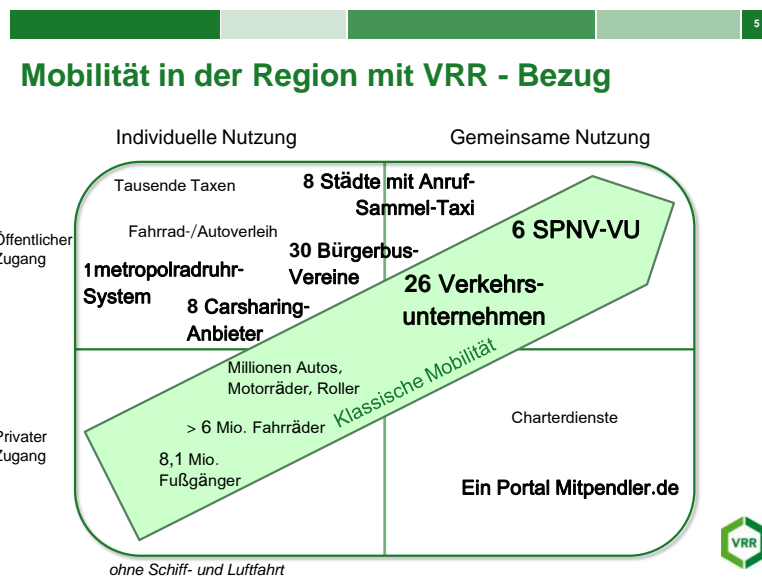 5
Mobilität in der Region mit VRR - Bezug
Individuelle Nutzung
Gemeinsame Nutzung
Öffentlicher
Zugang
Tausende Taxen
8 Städte mit Anruf-
Sammel-Taxi
Fahrrad-/Autoverleih
6 SPNV-VU
30 Bürgerbus-
Vereine
1metropolradruhr-
System
26 Verkehrs-
unternehmen
8 Carsharing-
Anbieter
Millionen Autos,
Motorräder, Roller
Klassische Mobilität
Privater
Zugang
> 6 Mio. Fahrräder
Charterdienste
8,1 Mio.
Fußgänger
Ein Portal Mitpendler.de
ohne Schiff- und Luftfahrt
VRR